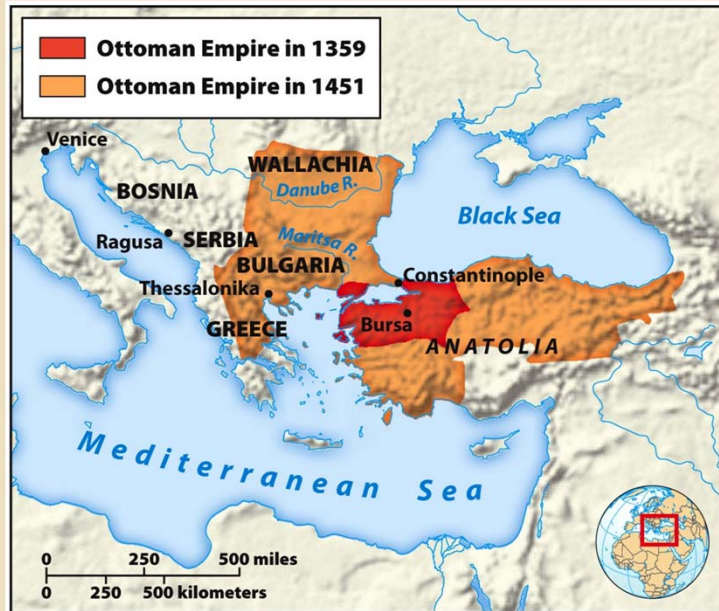 Ottoman Empire in 1359
Ottoman Empire in 1451
Venice
WALLACHIA
Danube R.
BOSNIA
Black Sea
Ragusa
SERBIA
Maritsa R.
BULGARIA
Constantinople
Thessalonika
Bursa
GREECE
ANATOLIA
Mediterranean Sea
0 250 500 miles
0 250 500 kilometers